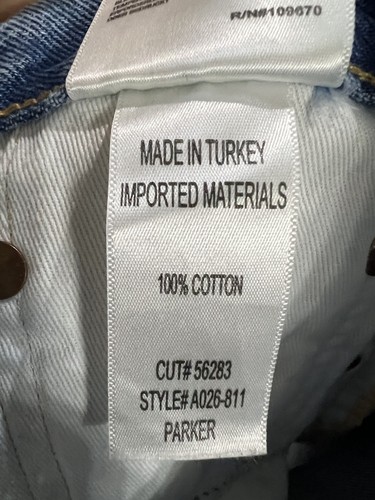 R/N#109670
MADE IN TURKEY
IMPORTED MATERIALS
100% COTTON
CUT# 56283
STYLE# A026-811
PARKER